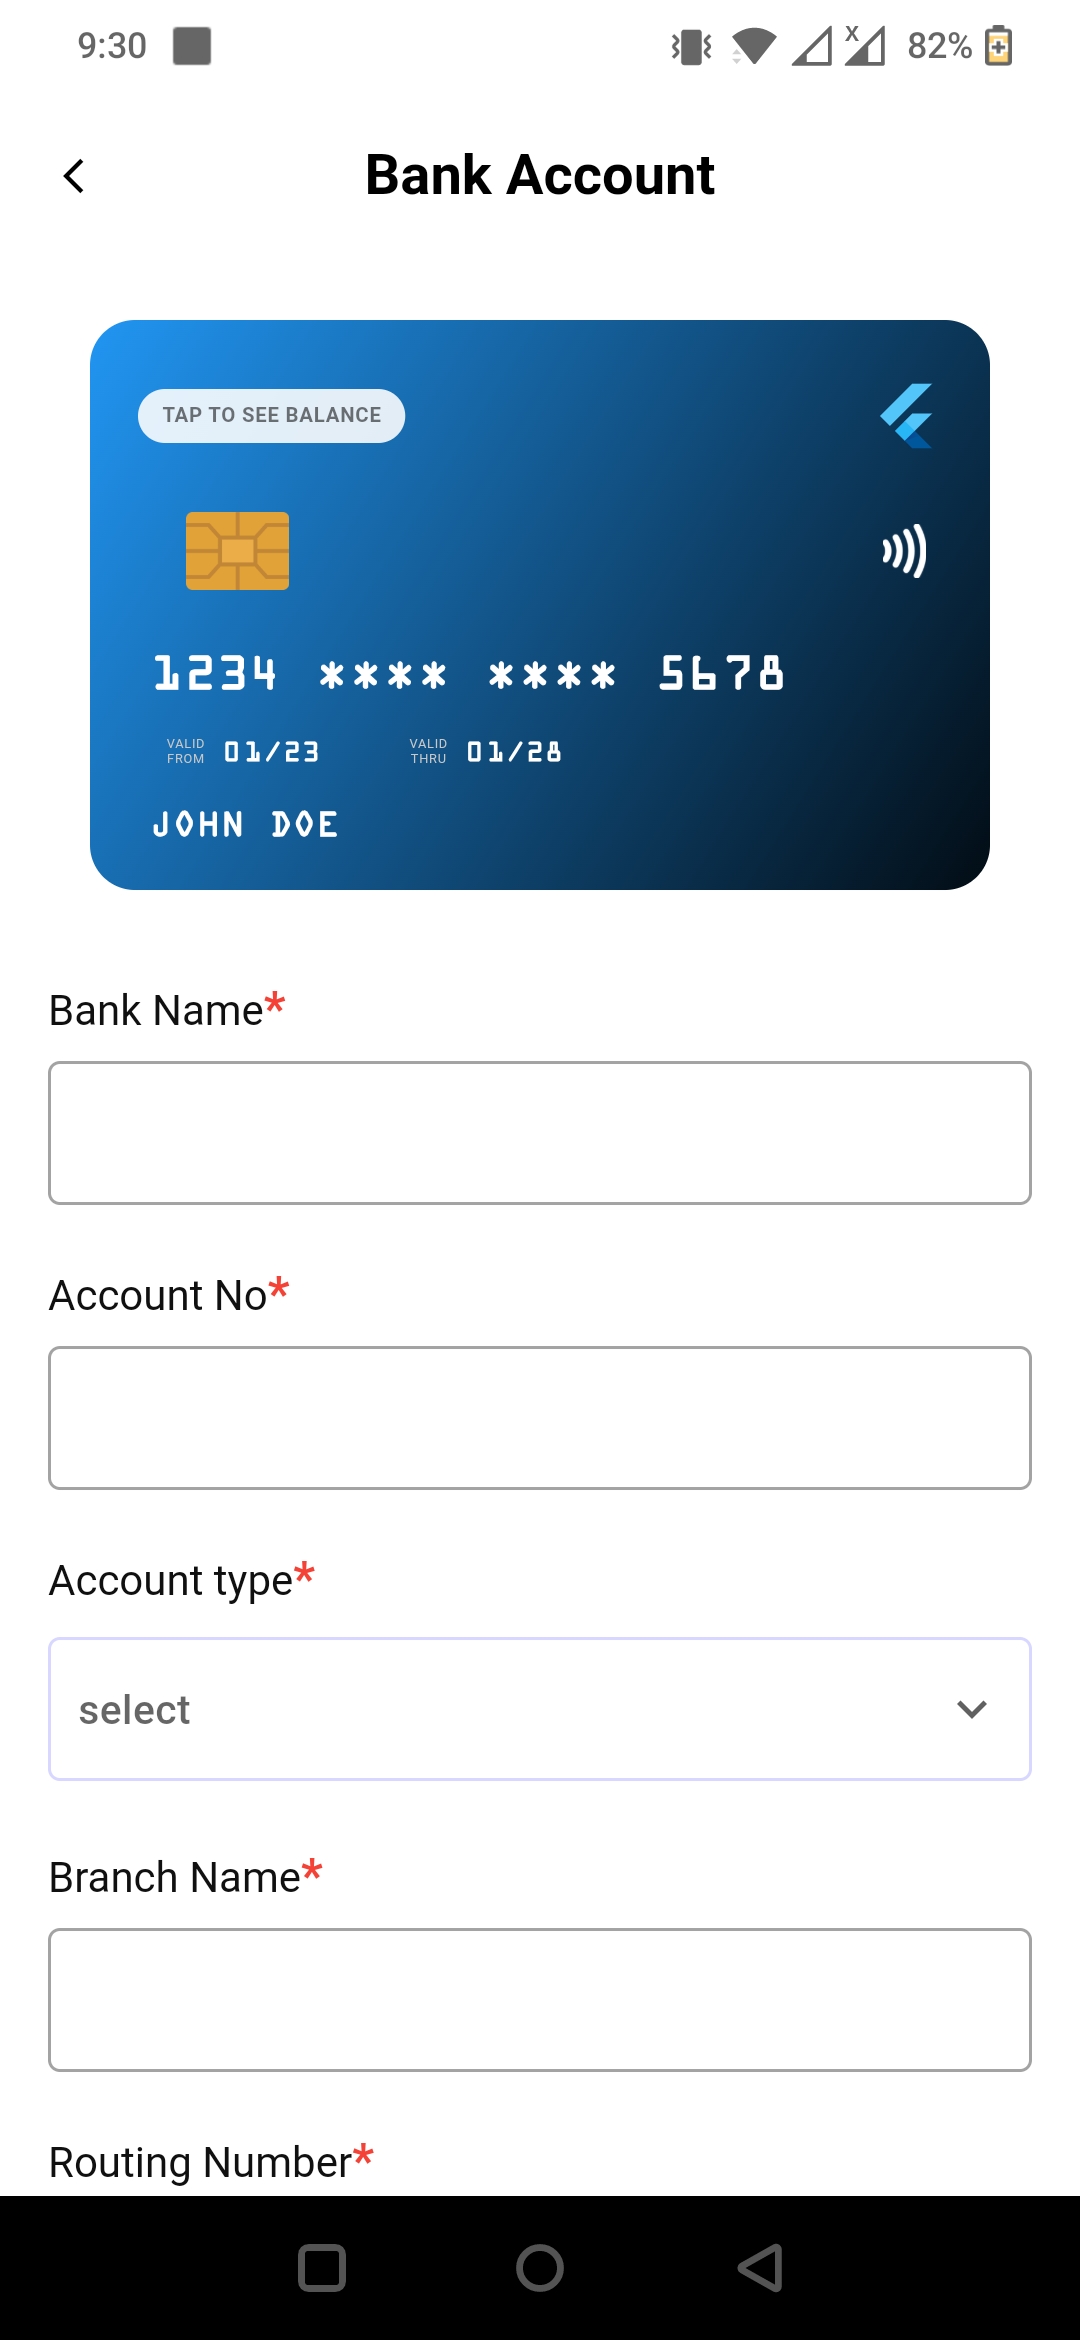 9:30 X 82%
Bank Account
TAP TO SEE BALANCE
1234 **** **** 5678
VALID FROM 01/23 VALID THRU 01/28
JOHN DOE
Bank Name*
Account No*
Account type*
select
Branch Name*
Routing Number*